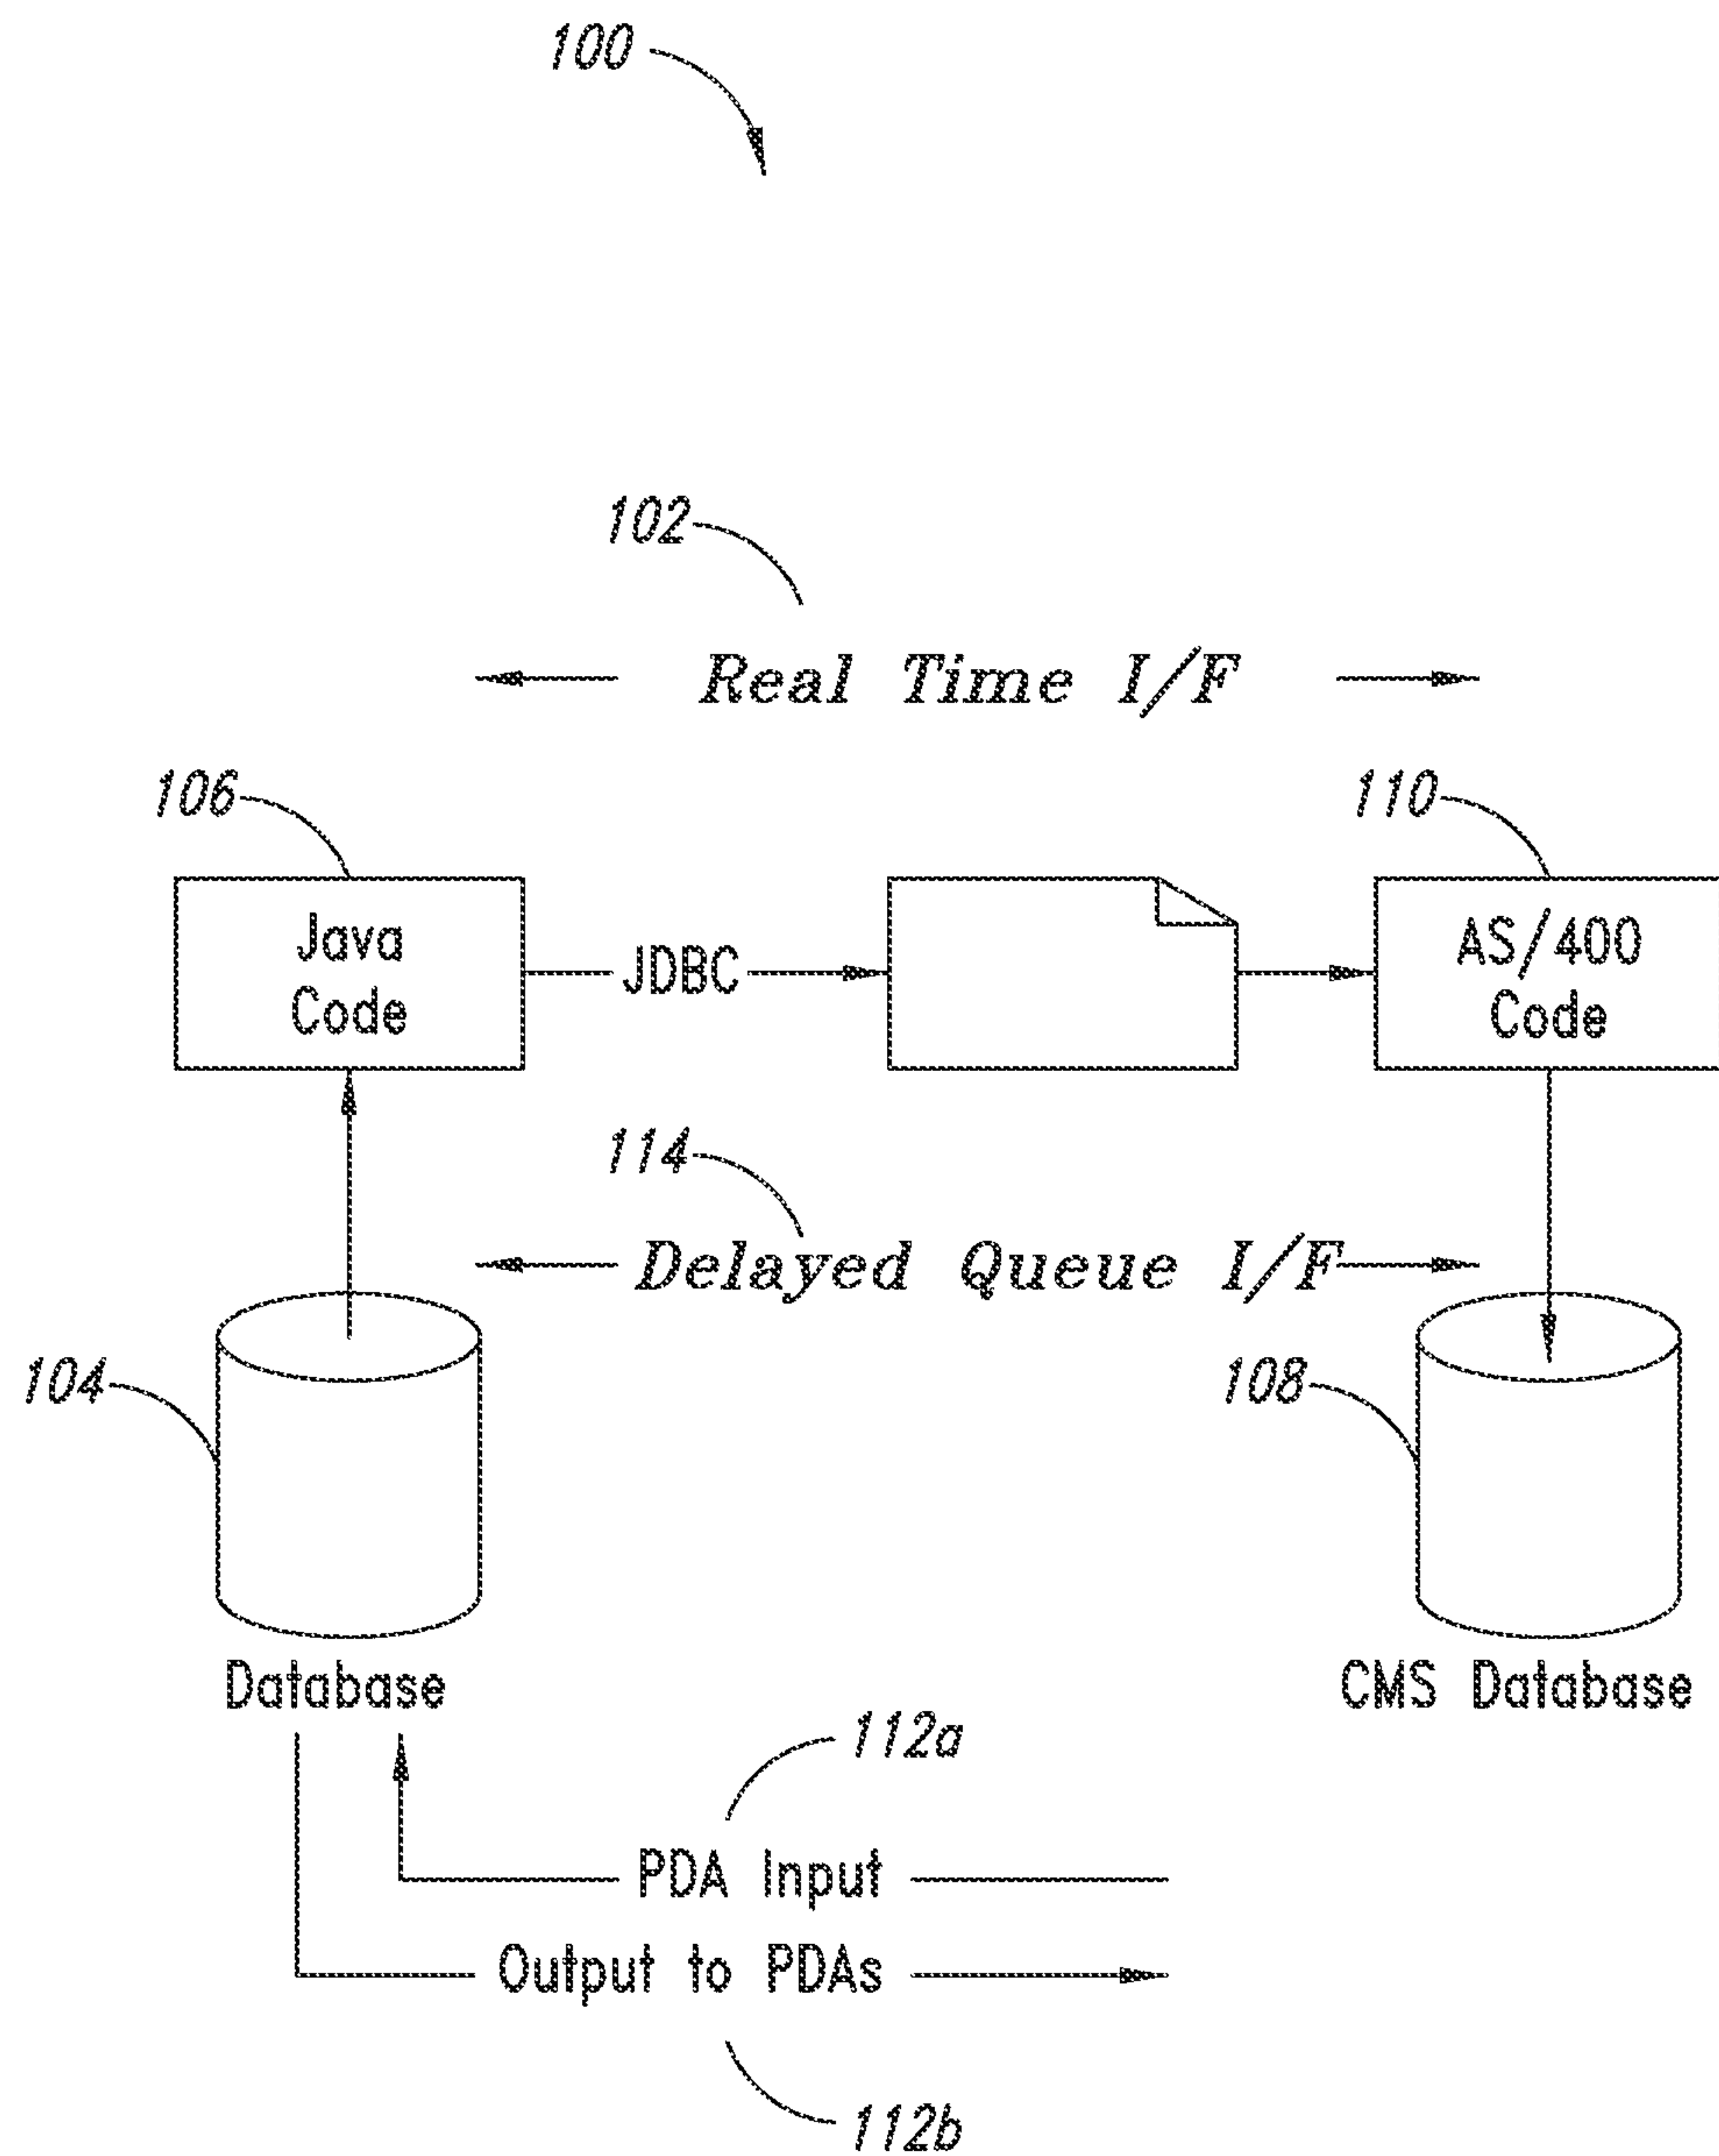 100
102
Real Time I/F
106
110
Java
Code
JDBC
AS/400
Code
114
Delayed Queue I/F
104
108
Database
CMS Database
112a
PDA Input
Output to PDAs
112b